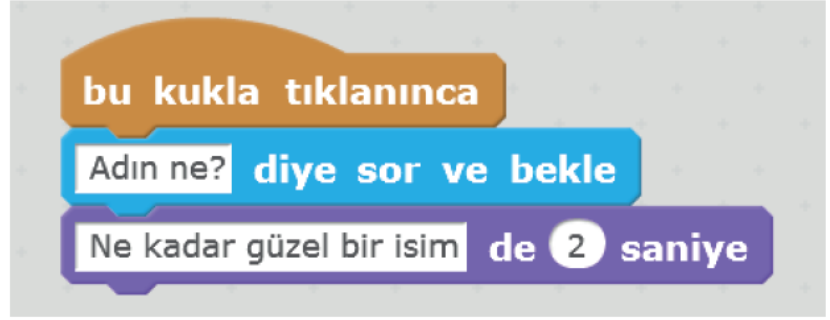 bu kukla tıklanınca
Adın ne? diye sor ve bekle
Ne kadar güzel bir isim de 2 saniye